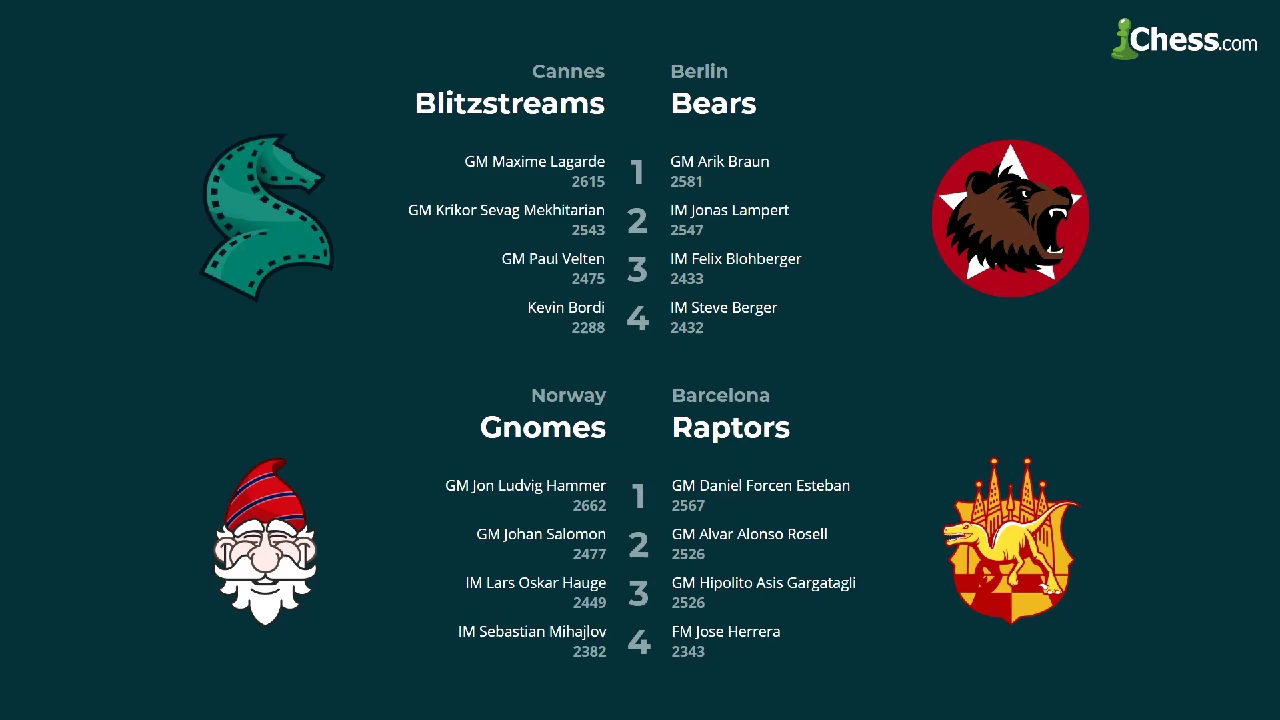 Chess.com
Cannes Berlin
Blitzstreams Bears
GM Maxime Lagarde 1 GM Arik Braun
2615 2581
GM Krikor Sevag Mekhitarian 2 IM Jonas Lampert
2543 2547
GM Paul Velten 3 IM Felix Blohberger
2475 2433
Kevin Bordi 4 IM Steve Berger
2288 2432
Norway Barcelona
Gnomes Raptors
GM Jon Ludvig Hammer 1 GM Daniel Forcen Esteban
2662 2567
GM Johan Salomon 2 GM Alvar Alonso Rosell
2477 2526
IM Lars Oskar Hauge 3 GM Hipolito Asis Gargatagli
2449 2526
IM Sebastian Mihajlov 4 FM Jose Herrera
2382 2343